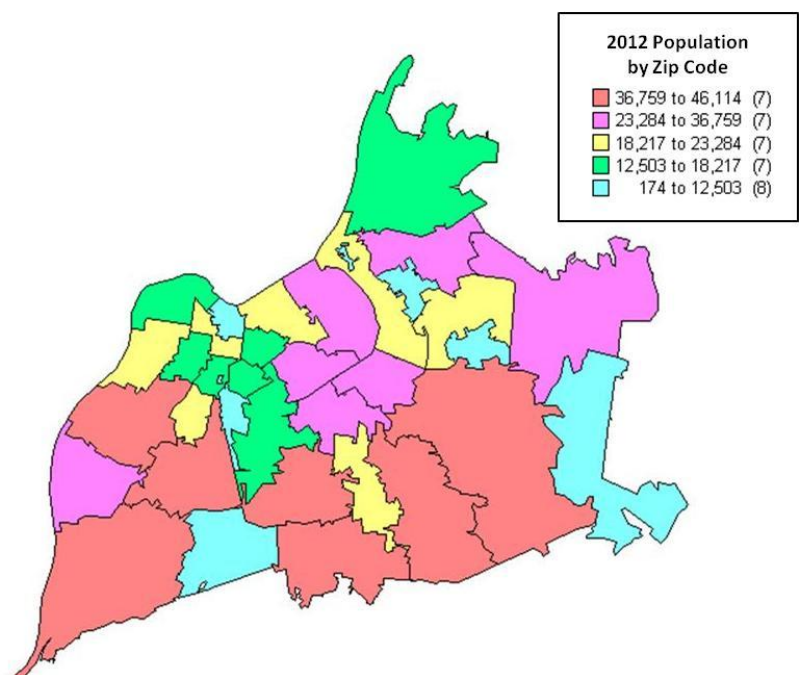 2012 Population
by Zip Code
36,759 to 46,114 (7)
23,284 to 36,759 (7)
18,217 to 23,284 (7)
12,503 to 18,217 (7)
174 to 12,503 (8)